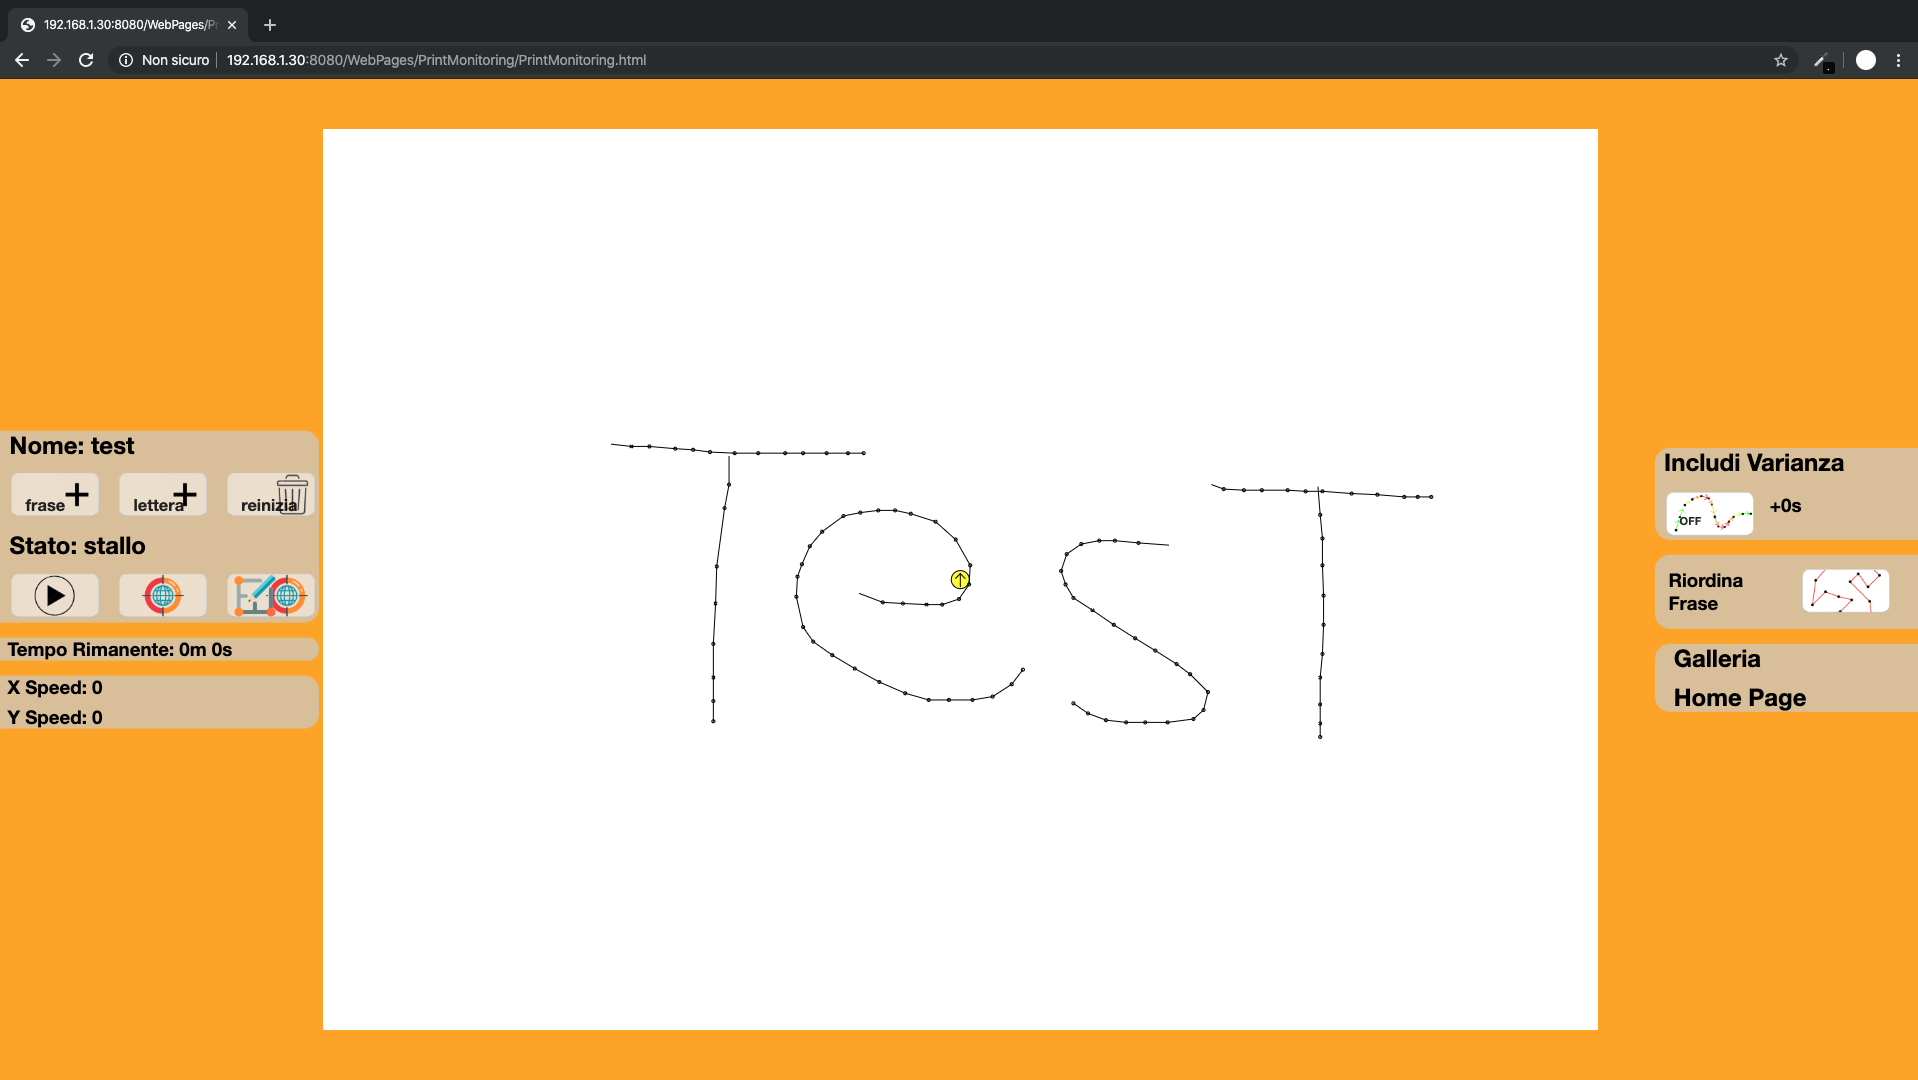 192.168.1.30:8080/WebPages/P
Non sicuro
192.168.1.30:8080/WebPages/PrintMonitoring/PrintMonitoring.html
Nome: test
frase
lettera
reinizia
Stato: stallo
Tempo Rimanente: 0m 0s
X Speed: 0
Y Speed: 0
TesT
Includi Varianza
OFF
+0s
Riordina
Frase
Galleria
Home Page